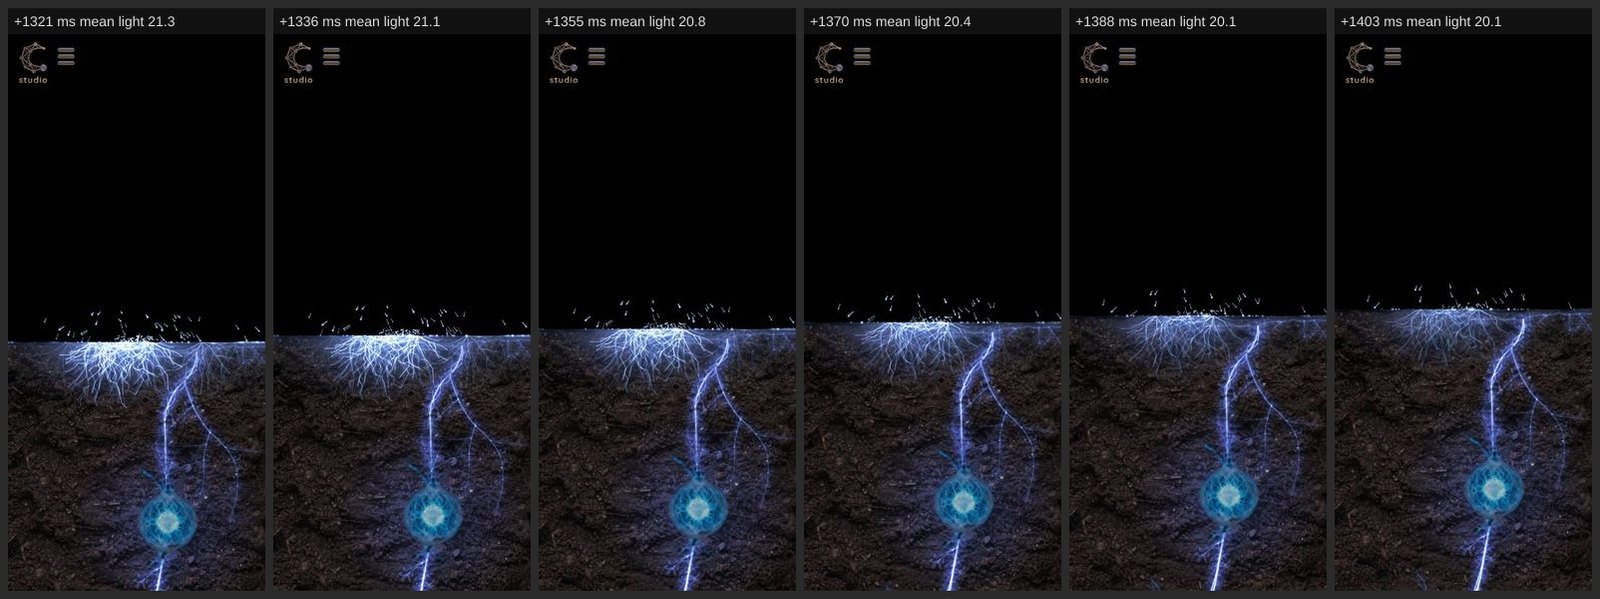 +1321 ms mean light 21.3
studio
+1336 ms mean light 21.1
studio
+1355 ms mean light 20.8
studio
+1370 ms mean light 20.4
studio
+1388 ms mean light 20.1
studio
+1403 ms mean light 20.1
studio